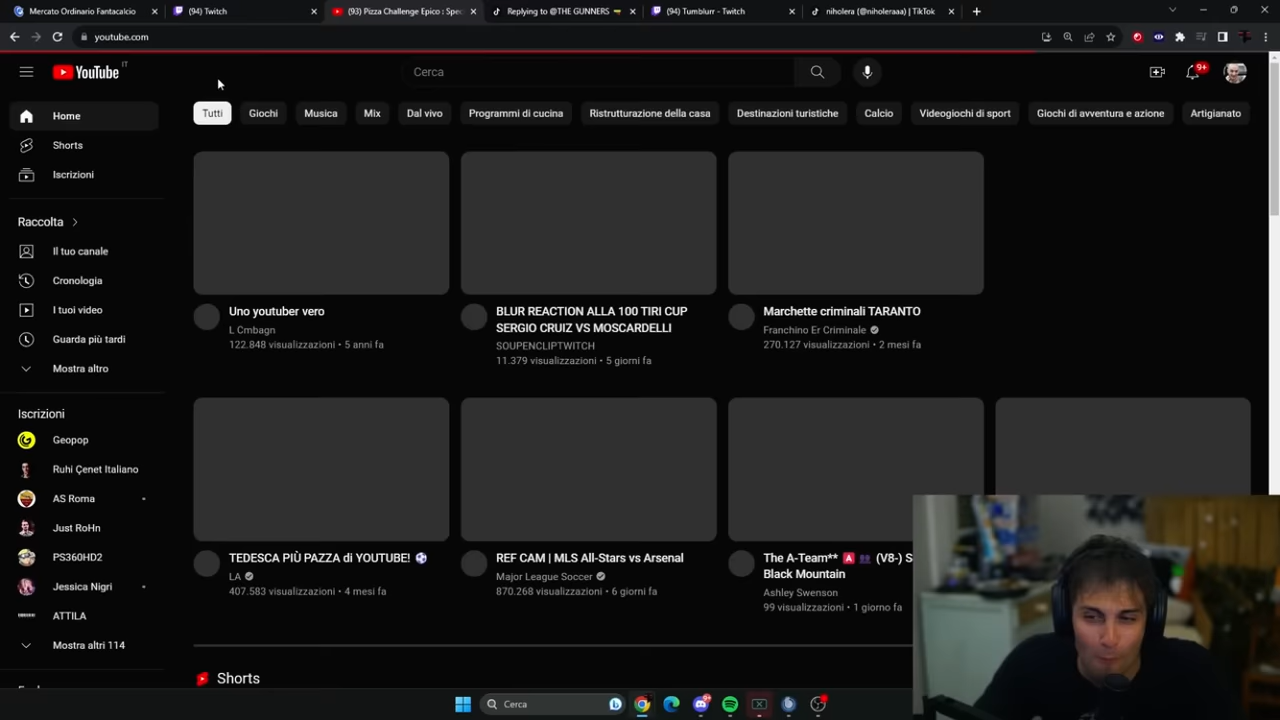 Mercato Ordinario Fantacalcio
(94) Twitch
(93) Pizza Challenge Epico : Spec
Replying to @THE GUNNERS
(94) Tumblurr - Twitch
niholera (@niholeraaa) | TikTok
youtube.com
YouTube IT
Cerca
9+
Tutti
Giochi
Musica
Mix
Dal vivo
Programmi di cucina
Ristrutturazione della casa
Destinazioni turistiche
Calcio
Videogiochi di sport
Giochi di avventura e azione
Artigianato
Home
Shorts
Iscrizioni
Raccolta
Il tuo canale
Cronologia
I tuoi video
Guarda più tardi
Mostra altro
Iscrizioni
Geopop
Ruhi Çenet Italiano
AS Roma
Just RoHn
PS360HD2
Jessica Nigri
ATTILA
Mostra altri 114
Uno youtuber vero
L Cmbagn
122.848 visualizzazioni • 5 anni fa
BLUR REACTION ALLA 100 TIRI CUP
SERGIO CRUIZ VS MOSCARDELLI
SOUPENCLIPTWITCH
11.379 visualizzazioni • 5 giorni fa
Marchette criminali TARANTO
Franchino Er Criminale
270.127 visualizzazioni • 2 mesi fa
TEDESCA PIÙ PAZZA di YOUTUBE! ⚽
LA
407.583 visualizzazioni • 4 mesi fa
REF CAM | MLS All-Stars vs Arsenal
Major League Soccer
870.268 visualizzazioni • 6 giorni fa
The A-Team** 🅰 👥 (V8-) S
Black Mountain
Ashley Swenson
99 visualizzazioni • 1 giorno fa
Shorts
Cerca